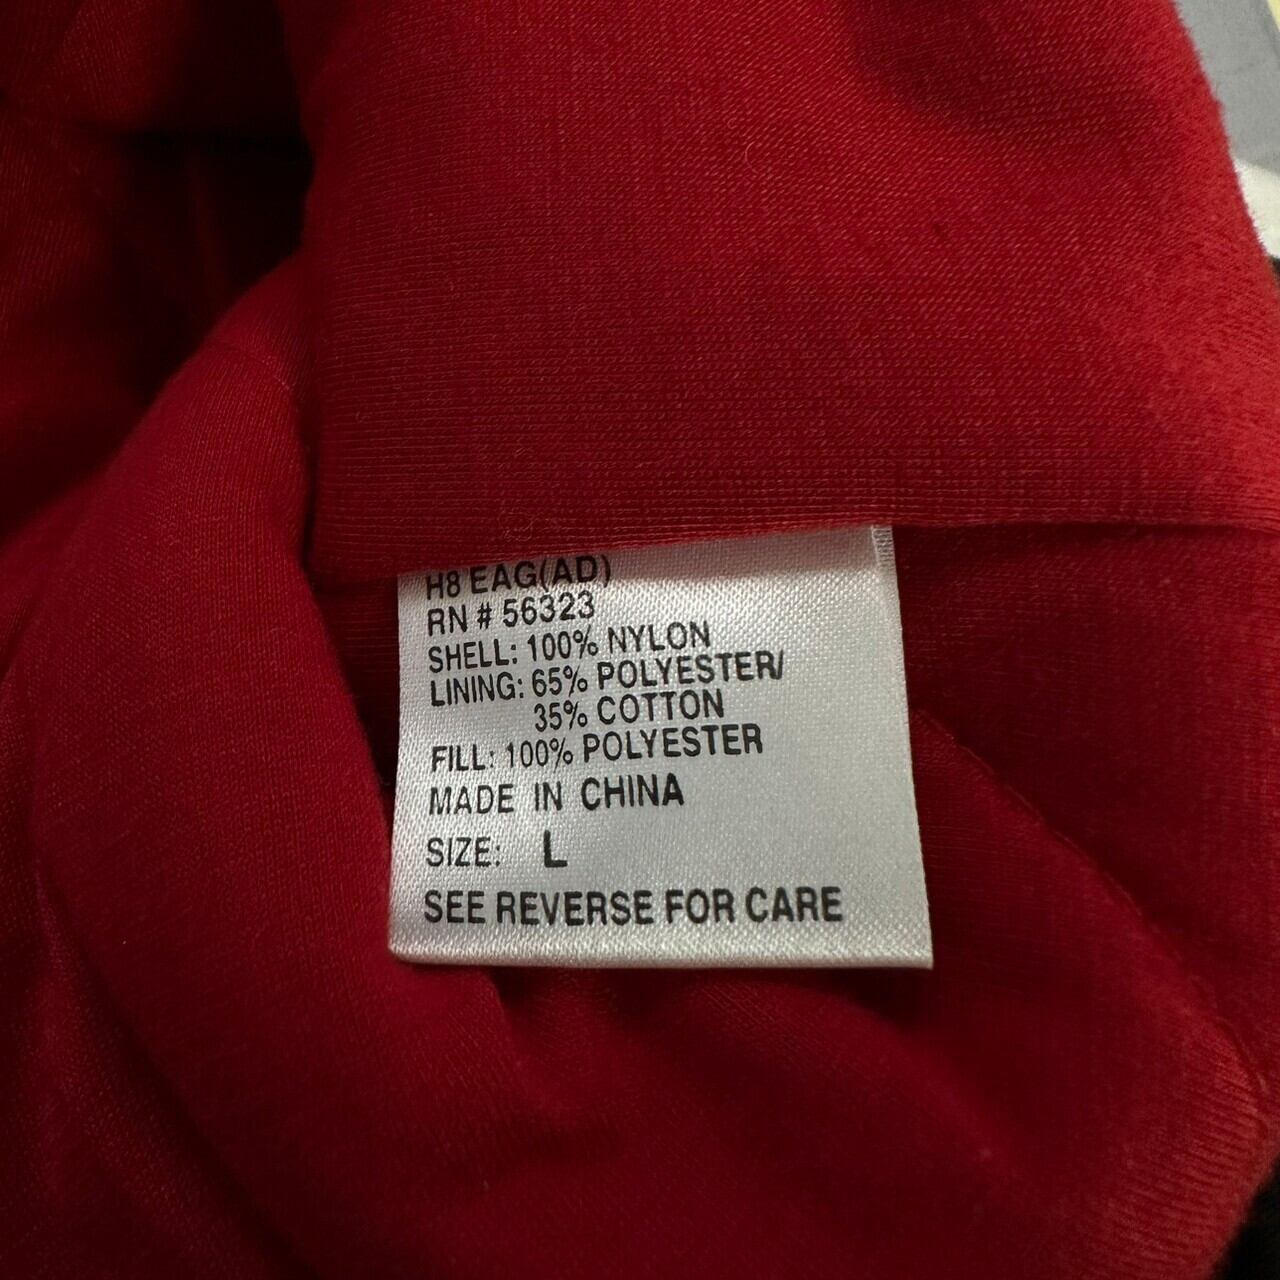 H8 EAG(AD)
RN # 56323
SHELL: 100% NYLON
LINING: 65% POLYESTER/
35% COTTON
FILL: 100% POLYESTER
MADE IN CHINA
SIZE: L
SEE REVERSE FOR CARE